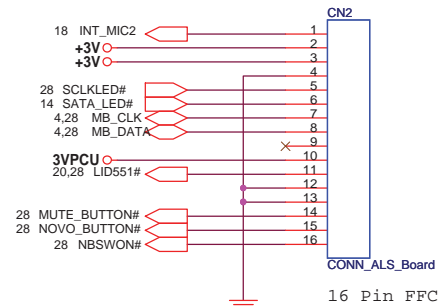 CN2
18 INT_MIC2 1
+3V 2
+3V 3
4
28 SCLKLED# 5
14 SATA_LED# 6
4,28 MB_CLK 7
4,28 MB_DATA 8
9
3VPCU 10
20,28 LID551# 11
12
13
28 MUTE_BUTTON# 14
28 NOVO_BUTTON# 15
28 NBSWON# 16
CONN_ALS_Board
16 Pin FFC